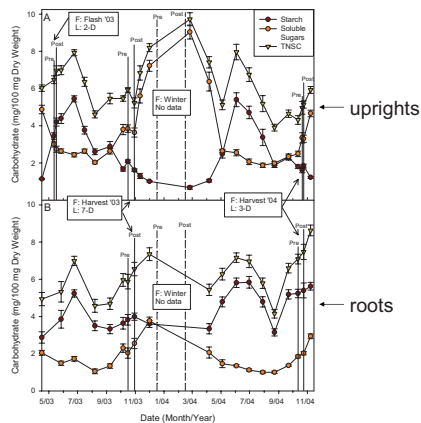 A
F: Flash '03
L: 2-D
Post
Pre
Starch
Soluble
Sugars
TNSC
Pre
Post
Pre
Post
Pre
Post
F: Winter
No data
10
8
6
4
2
Carbohydrate (mg/100 mg Dry Weight)
uprights
F: Harvest '03
L: 7-D
F: Harvest '04
L: 3-D
B
Post
Pre
Pre
Post
Pre
Post
F: Winter
No data
10
8
6
4
2
0
Carbohydrate (mg/100 mg Dry Weight)
roots
5/03 7/03 9/03 11/03 1/04 3/04 5/04 7/04 9/04 11/04
Date (Month/Year)